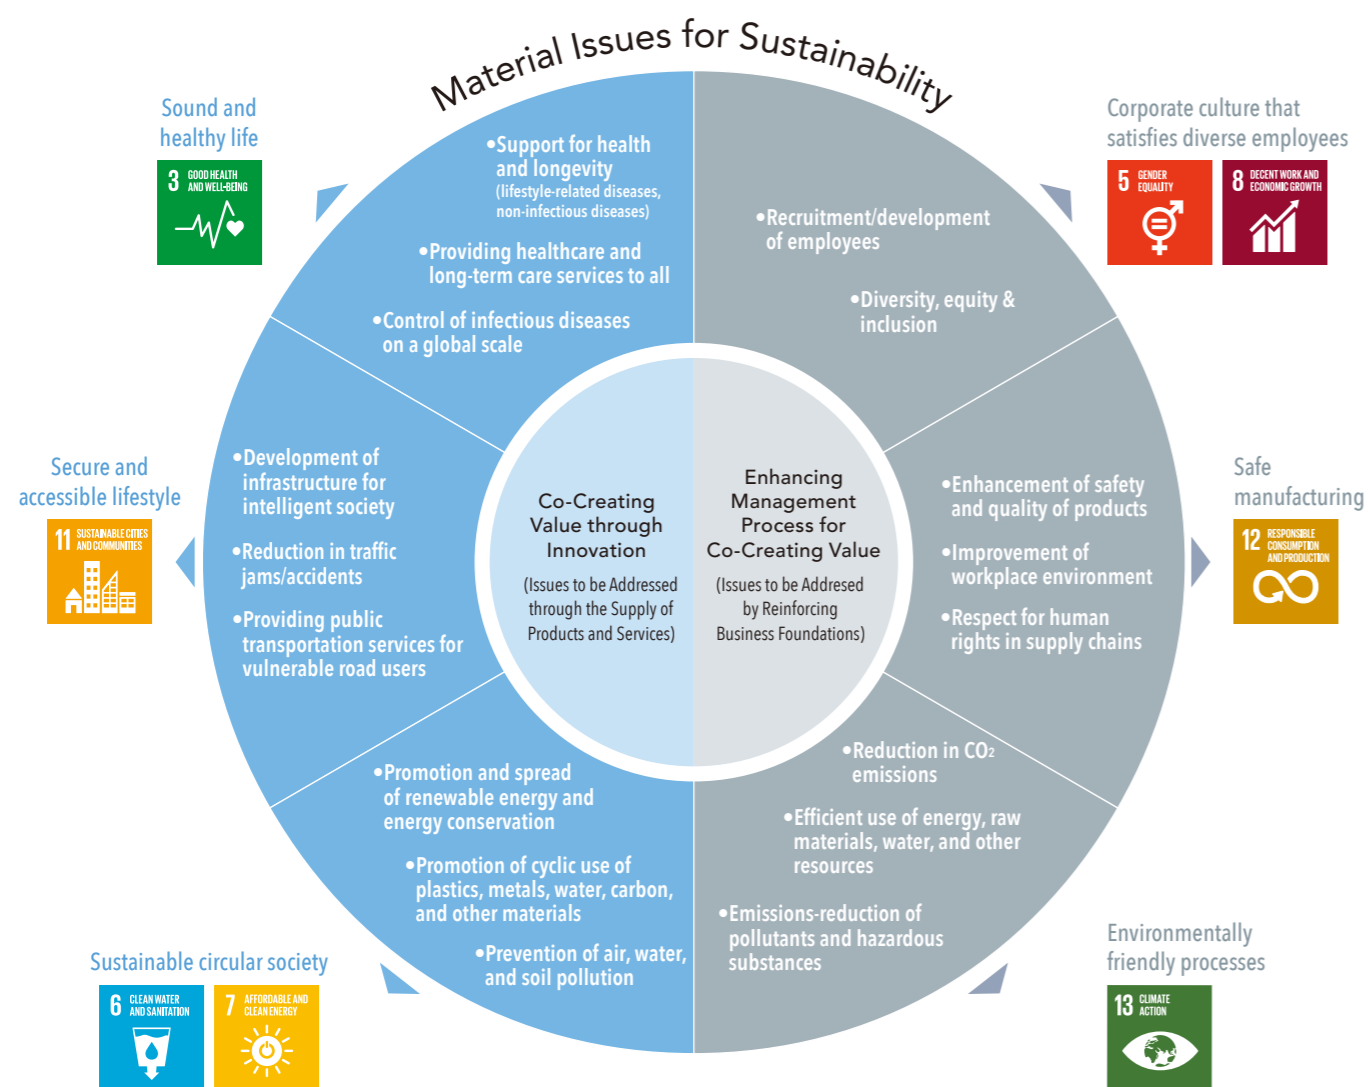 Material Issues for Sustainability
Sound and
healthy life
3 GOOD HEALTH
AND WELL-BEING
•Support for health
and longevity
(lifestyle-related diseases,
non-infectious diseases)
•Providing healthcare and
long-term care services to all
•Control of infectious diseases
on a global scale
Corporate culture that
satisfies diverse employees
5 GENDER
EQUALITY
8 DECENT WORK AND
ECONOMIC GROWTH
•Recruitment/development
of employees
•Diversity, equity &
inclusion
Secure and
accessible lifestyle
11 SUSTAINABLE CITIES
AND COMMUNITIES
•Development of
infrastructure for
intelligent society
•Reduction in traffic
jams/accidents
•Providing public
transportation services for
vulnerable road users
Co-Creating
Value through
Innovation
(Issues to be Addressed
through the Supply of
Products and Services)
Enhancing
Management
Process for
Co-Creating Value
(Issues to be Addresed
by Reinforcing
Business Foundations)
•Enhancement of safety
and quality of products
•Improvement of
workplace environment
•Respect for human
rights in supply chains
Safe
manufacturing
12 RESPONSIBLE
CONSUMPTION
AND PRODUCTION
•Promotion and spread
of renewable energy and
energy conservation
•Promotion of cyclic use of
plastics, metals, water, carbon,
and other materials
•Prevention of air, water,
and soil pollution
Sustainable circular society
6 CLEAN WATER
AND SANITATION
7 AFFORDABLE AND
CLEAN ENERGY
•Reduction in CO2
emissions
•Efficient use of energy, raw
materials, water, and other
resources
•Emissions-reduction of
pollutants and hazardous
substances
Environmentally
friendly processes
13 CLIMATE
ACTION